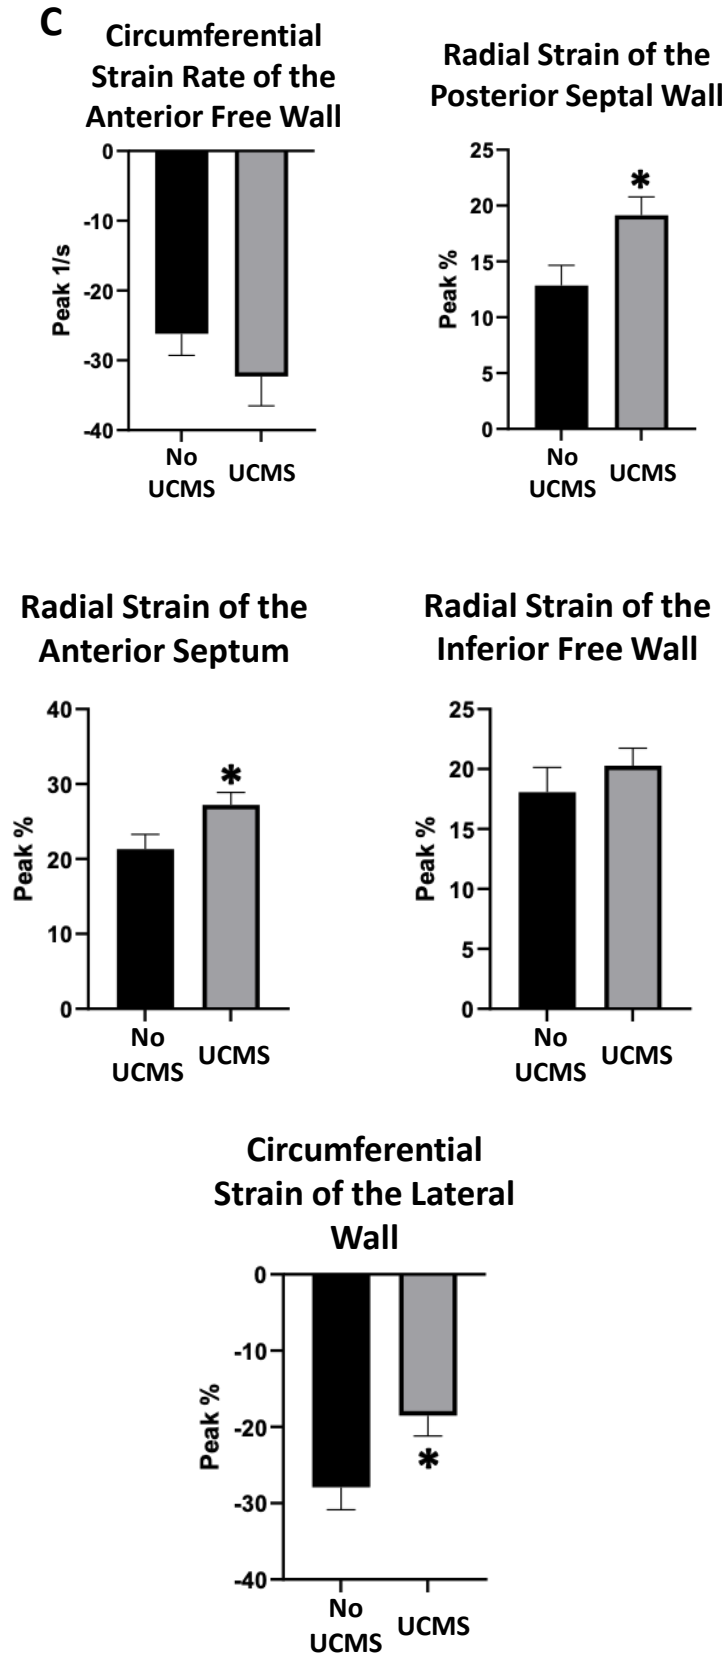 C
Circumferential
Strain Rate of the
Anterior Free Wall
0
-10
-20
-30
-40
Peak 1/s
No
UCMS
UCMS
Radial Strain of the
Posterior Septal Wall
25
20
15
10
5
0
Peak %
*
No
UCMS
UCMS
Radial Strain of the
Anterior Septum
40
30
20
10
0
Peak %
*
No
UCMS
UCMS
Radial Strain of the
Inferior Free Wall
25
20
15
10
5
0
Peak %
No
UCMS
UCMS
Circumferential
Strain of the Lateral
Wall
0
-10
-20
-30
-40
Peak %
*
No
UCMS
UCMS